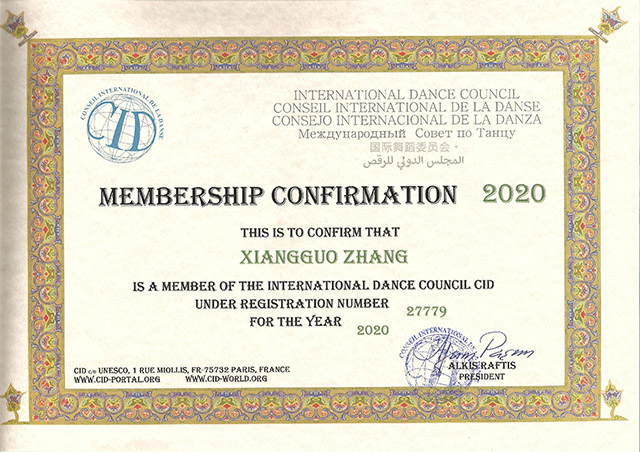 CONSEIL INTERNATIONAL DE LA DANSE
CID
INTERNATIONAL DANCE COUNCIL
CONSEIL INTERNATIONAL DE LA DANSE
CONSEJO INTERNACIONAL DE LA DANZA
Международный Совет по Танцу
国际舞蹈委员会。
المجلس الدولي للرقص
MEMBERSHIP CONFIRMATION 2020
THIS IS TO CONFIRM THAT
XIANGGUO ZHANG
IS A MEMBER OF THE INTERNATIONAL DANCE COUNCIL CID
UNDER REGISTRATION NUMBER 27779
FOR THE YEAR 2020
CONSEIL INTERNATIONAL
ALKIS RAFTIS
PRESIDENT
CID c/o UNESCO, 1 RUE MIOLLIS, FR-75732 PARIS, FRANCE
WWW.CID-PORTAL.ORG WWW.CID-WORLD.ORG